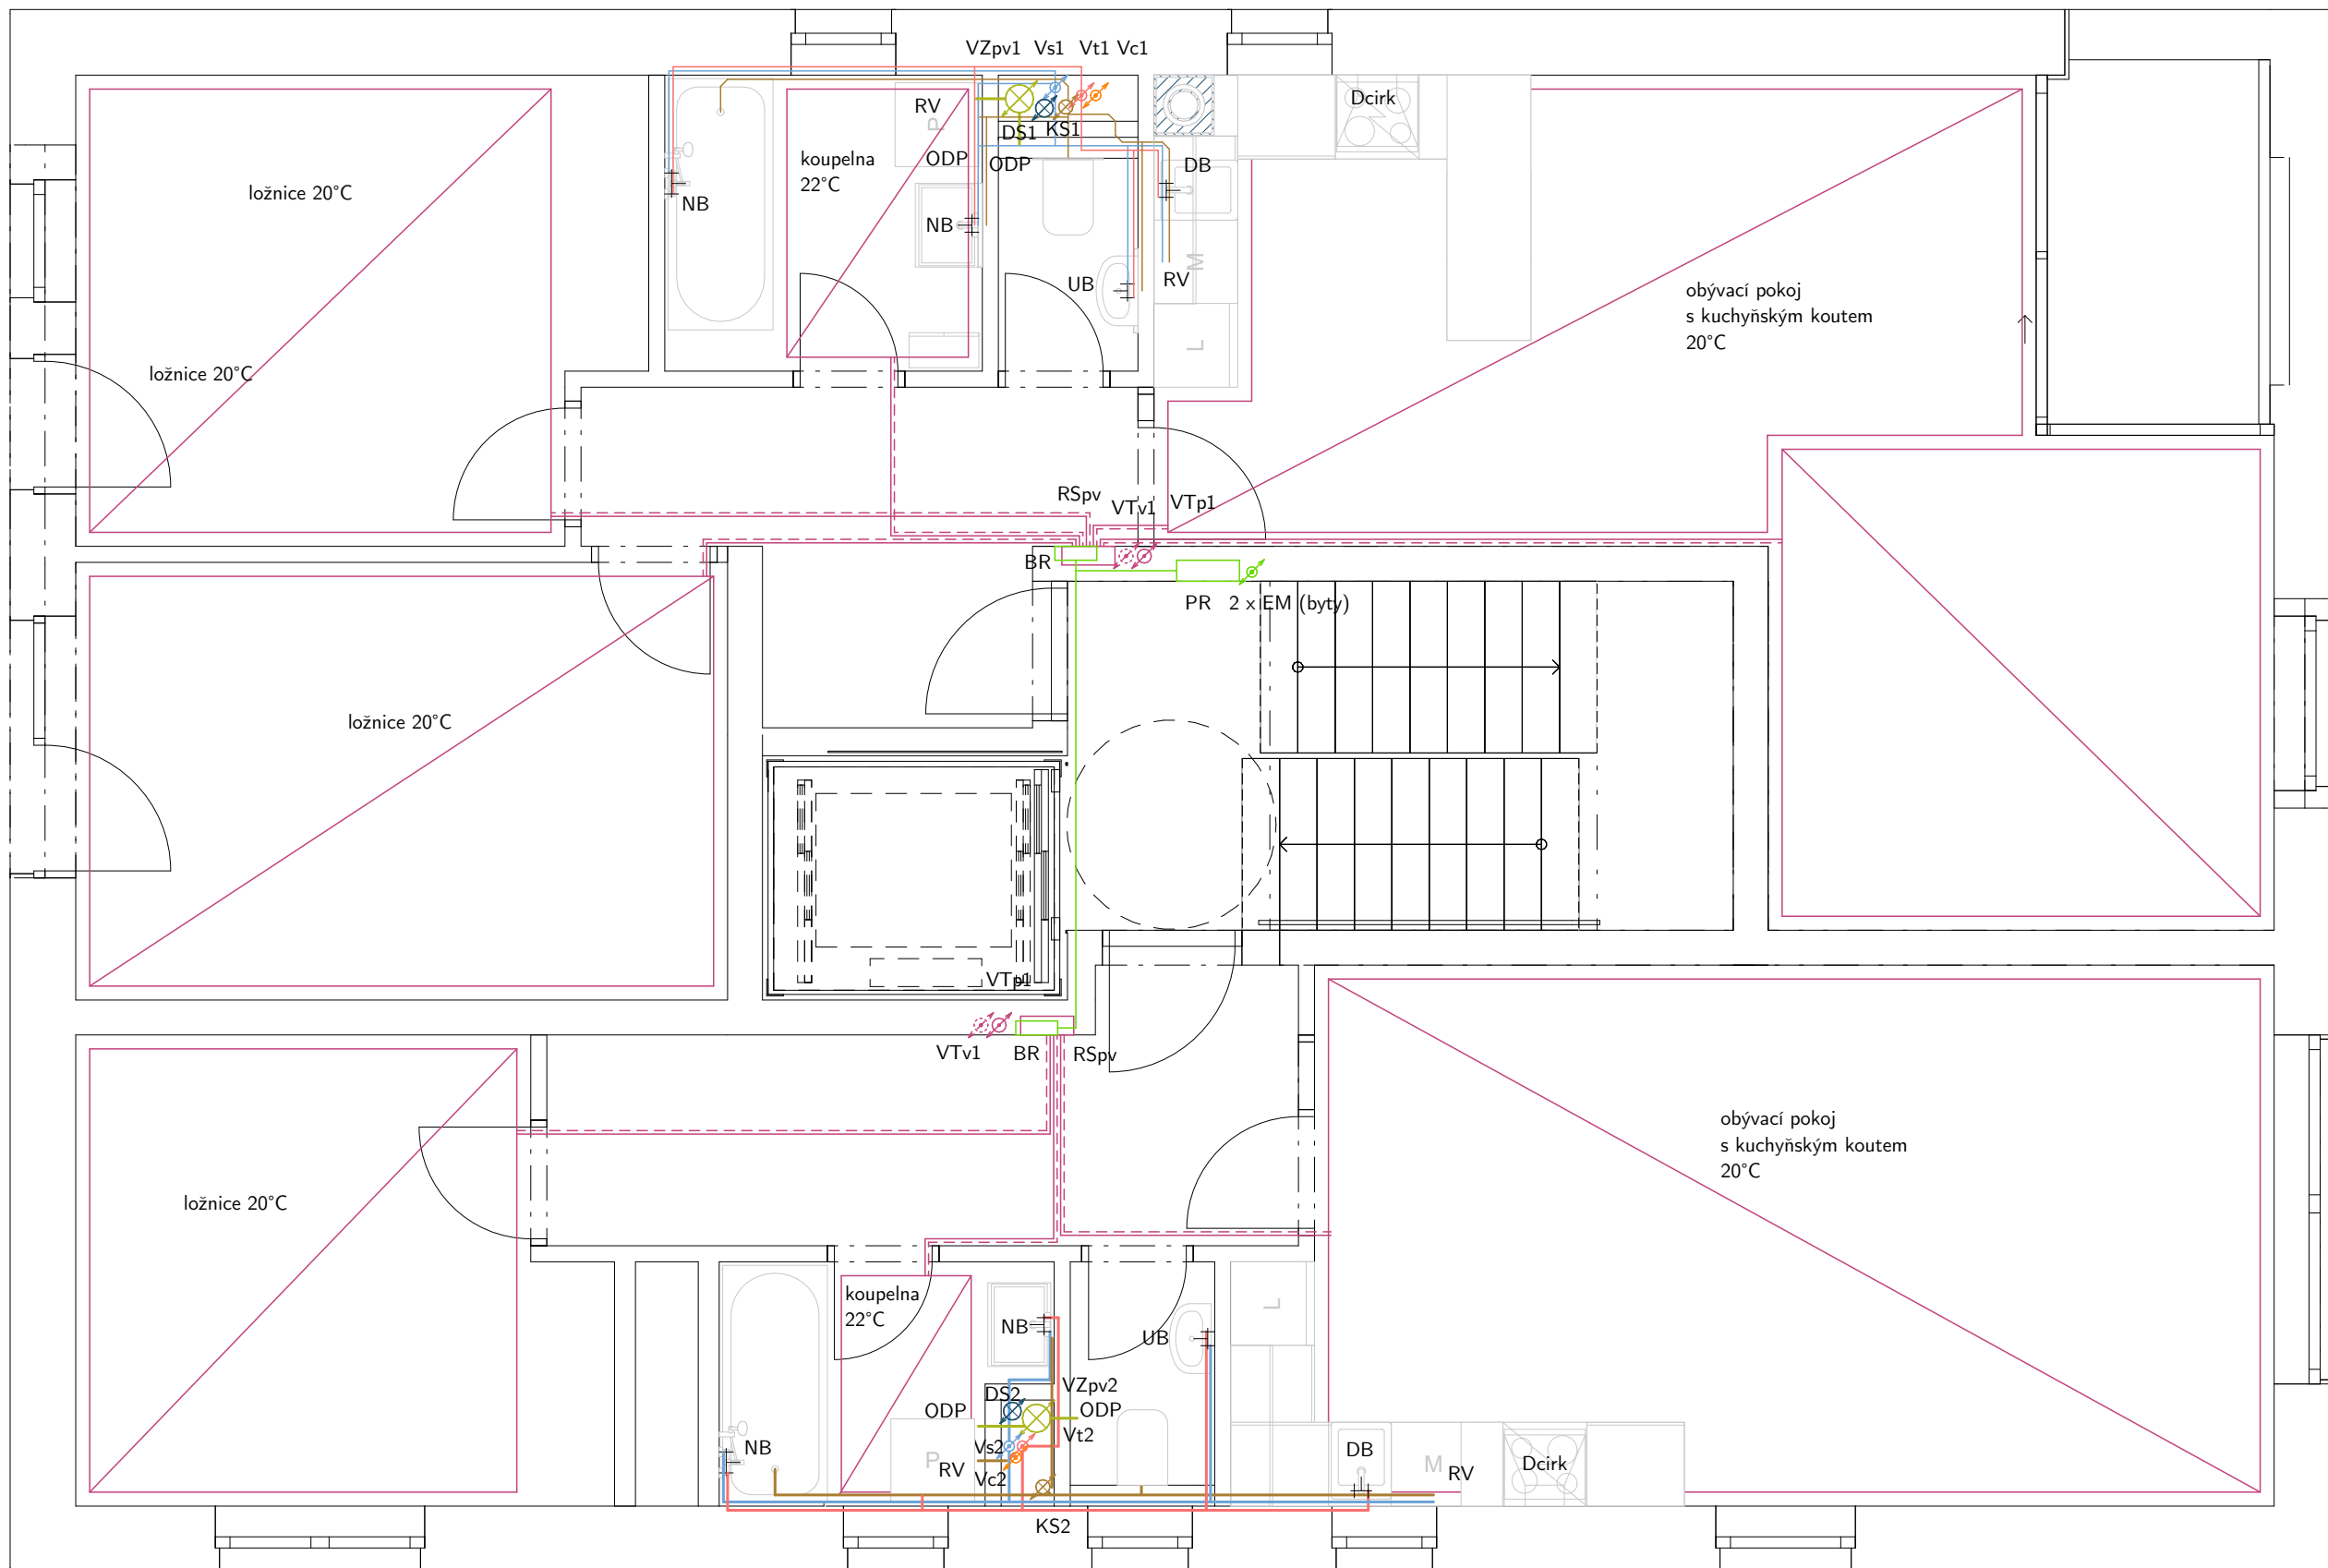 VZpv1 Vs1 Vt1 Vc1
RV
P
DS1 KS1
Dcirk
koupelna
22°C
ODP
ODP
DB
ložnice 20°C
NB
NB
UB
M
RV
obývací pokoj
s kuchyňským koutem
20°C
L
ložnice 20°C
RSpv
VTv1
VTp1
BR
PR 2 x EM (byty)
ložnice 20°C
VTp1
VTv1
BR
RSpv
obývací pokoj
s kuchyňským koutem
20°C
ložnice 20°C
koupelna
22°C
L
NB
UB
DS2
VZpv2
ODP
ODP
Vt2
NB
Vs2
P
RV
Vc2
DB
M
RV
Dcirk
KS2